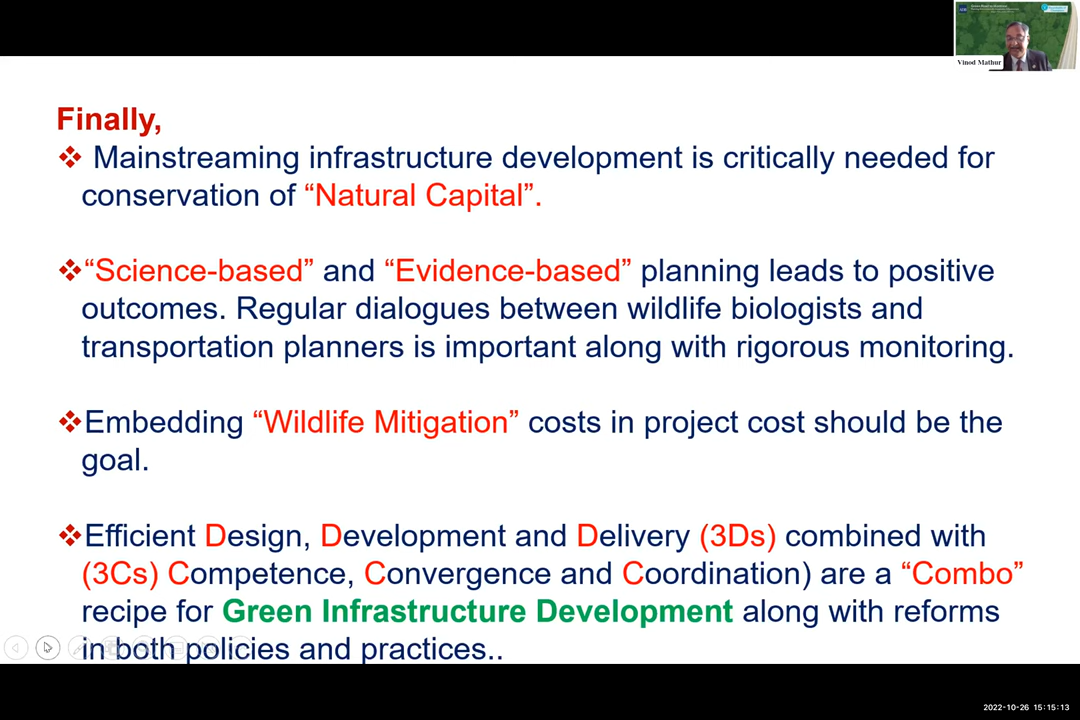 Vinod Mathur
Finally,
❖ Mainstreaming infrastructure development is critically needed for
conservation of “Natural Capital”.
❖“Science-based” and “Evidence-based” planning leads to positive
outcomes. Regular dialogues between wildlife biologists and
transportation planners is important along with rigorous monitoring.
❖Embedding “Wildlife Mitigation” costs in project cost should be the
goal.
❖Efficient Design, Development and Delivery (3Ds) combined with
(3Cs) Competence, Convergence and Coordination) are a “Combo”
recipe for Green Infrastructure Development along with reforms
in both policies and practices..
2022-10-26 15:15:13